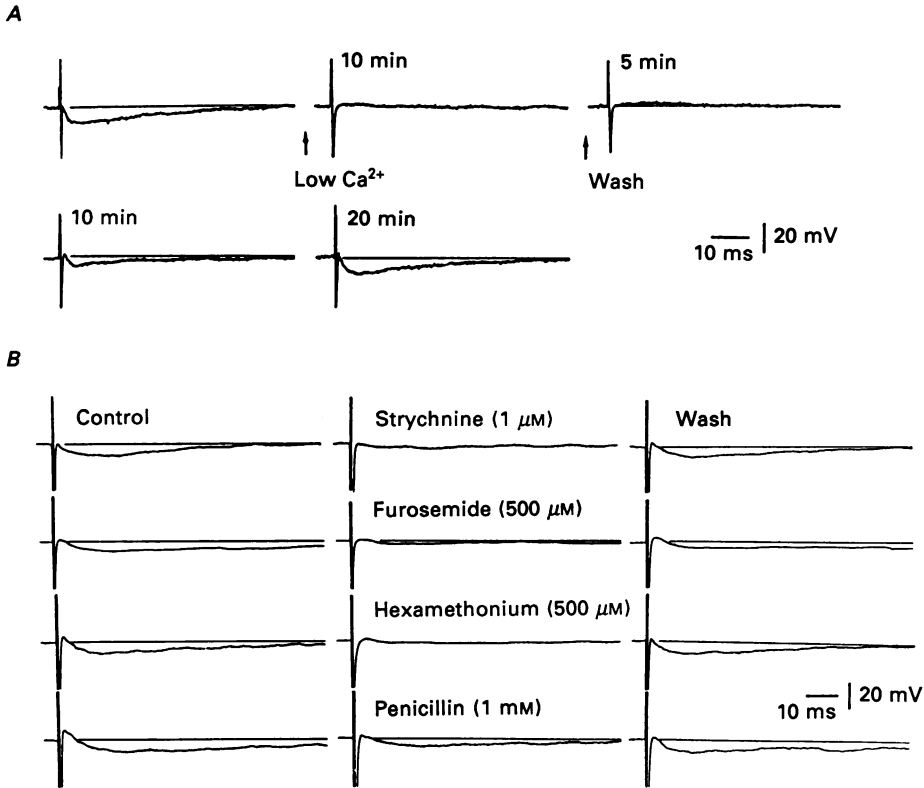 A
10 min
5 min
Low Ca²⁺
Wash
10 min
20 min
10 ms
20 mV
B
Control
Strychnine (1 μM)
Wash
Furosemide (500 μM)
Hexamethonium (500 μM)
Penicillin (1 mM)
10 ms
20 mV